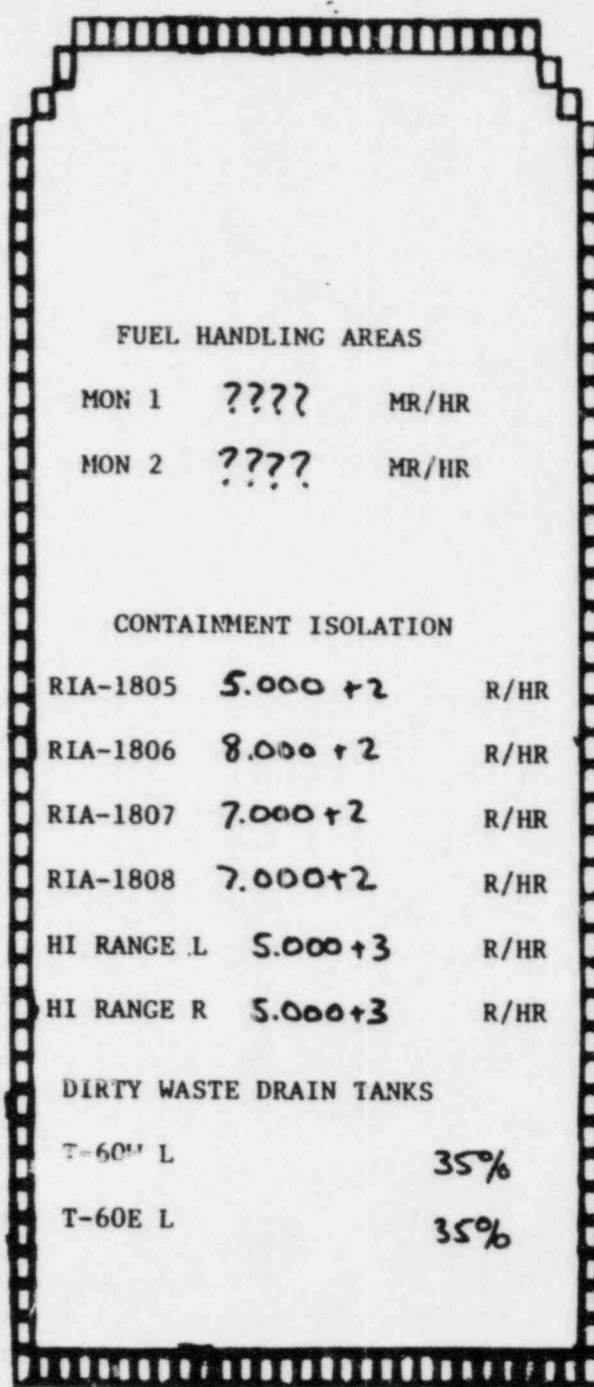 FUEL HANDLING AREAS
MON 1 ???? MR/HR
MON 2 ???? MR/HR
CONTAINMENT ISOLATION
RIA-1805 5.000 +2 R/HR
RIA-1806 8.000 +2 R/HR
RIA-1807 7.000 +2 R/HR
RIA-1808 7.000+2 R/HR
HI RANGE L 5.000 +3 R/HR
HI RANGE R 5.000+3 R/HR
DIRTY WASTE DRAIN TANKS
L 35%
T-60E L 35%